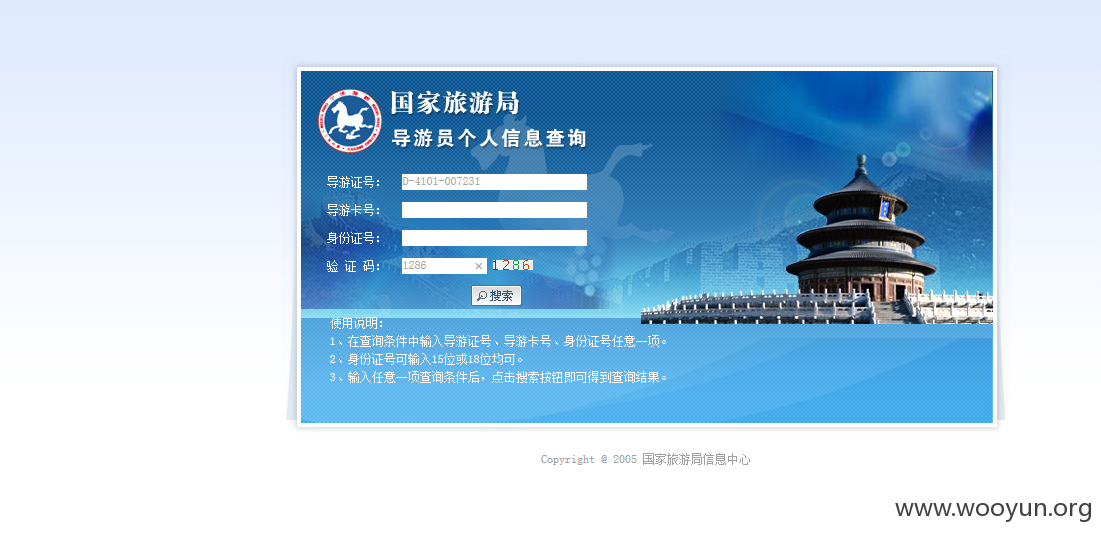 国家旅游局
导游员个人信息查询
导游证号： D-4101-007231
导游卡号：
身份证号：
验 证 码： 1286 × 1286
搜索
使用说明：
1、在查询条件中输入导游证号、导游卡号、身份证号任意一项。
2、身份证号可输入15位或18位均可。
3、输入任意一项查询条件后，点击搜索按钮即可得到查询结果。
Copyright @ 2005 国家旅游局信息中心
www.wooyun.org